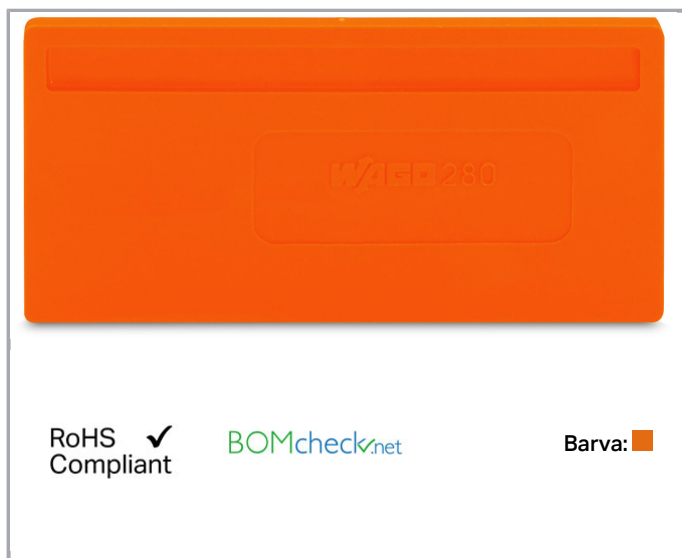 WAGO 280
RoHS ✓
Compliant
BOMcheck.net
Barva: